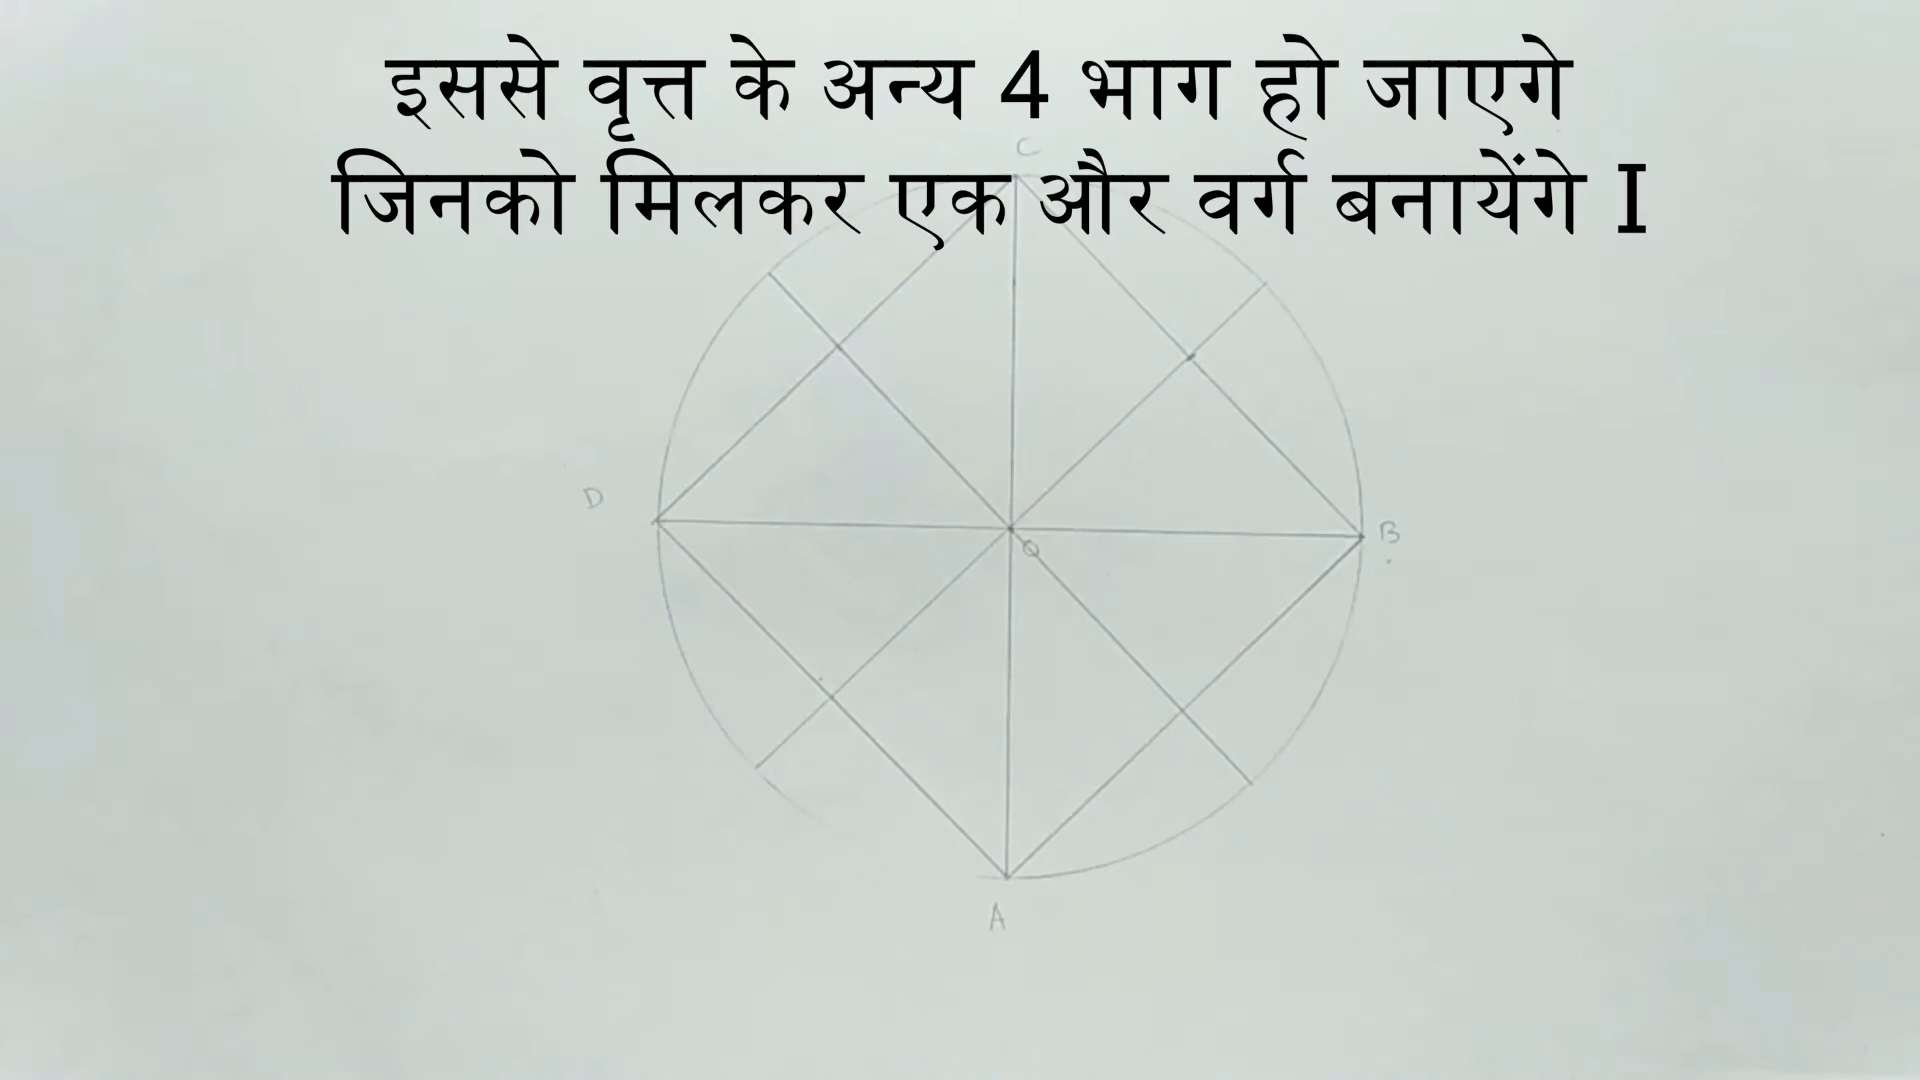 इससे वृत्त के अन्य 4 भाग हो जाएगे
जिनको मिलकर एक और वर्ग बनायेंगे I
C
D
B
O
A